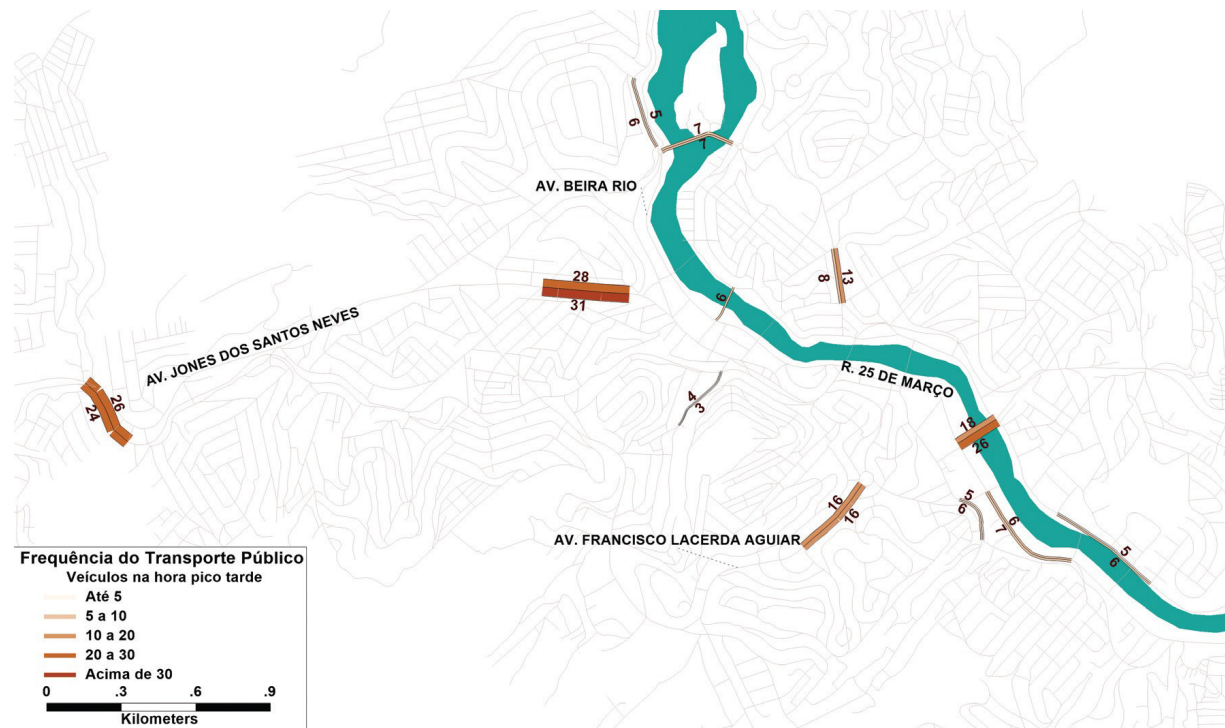 5
6
7
7
AV. BEIRA RIO
13
8
28
31
6
AV. JONES DOS SANTOS NEVES
R. 25 DE MARÇO
26
24
4
3
18
26
16
16
5
6
6
7
5
6
AV. FRANCISCO LACERDA AGUIAR
Frequência do Transporte Público
Veículos na hora pico tarde
Até 5
5 a 10
10 a 20
20 a 30
Acima de 30
0 .3 .6 .9
Kilometers